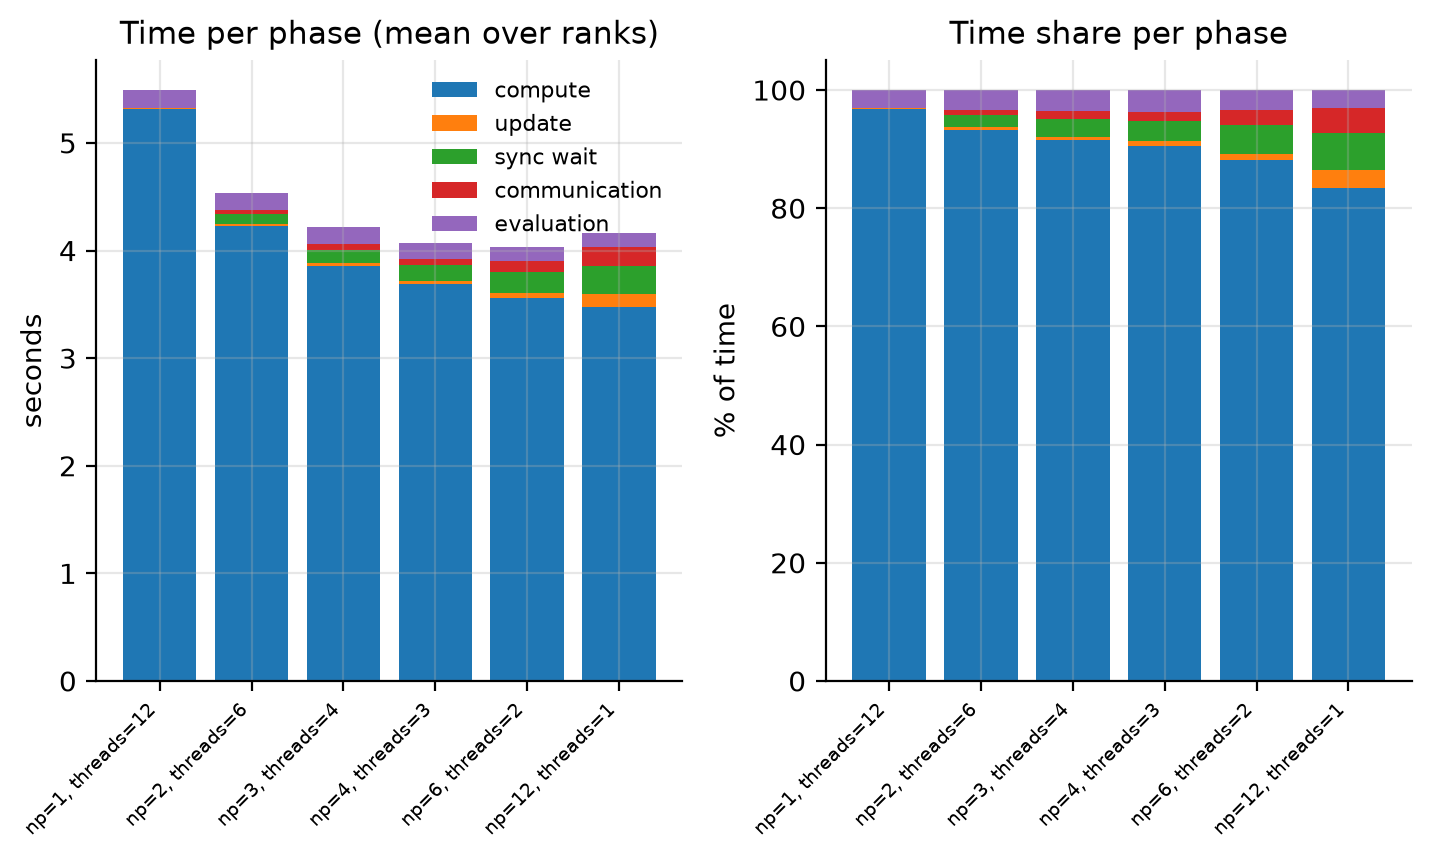 Time per phase (mean over ranks)
seconds
5
4
3
2
1
0
compute
update
sync wait
communication
evaluation
np=1, threads=12
np=2, threads=6
np=3, threads=4
np=4, threads=3
np=6, threads=2
np=12, threads=1
Time share per phase
% of time
100
80
60
40
20
0
np=1, threads=12
np=2, threads=6
np=3, threads=4
np=4, threads=3
np=6, threads=2
np=12, threads=1